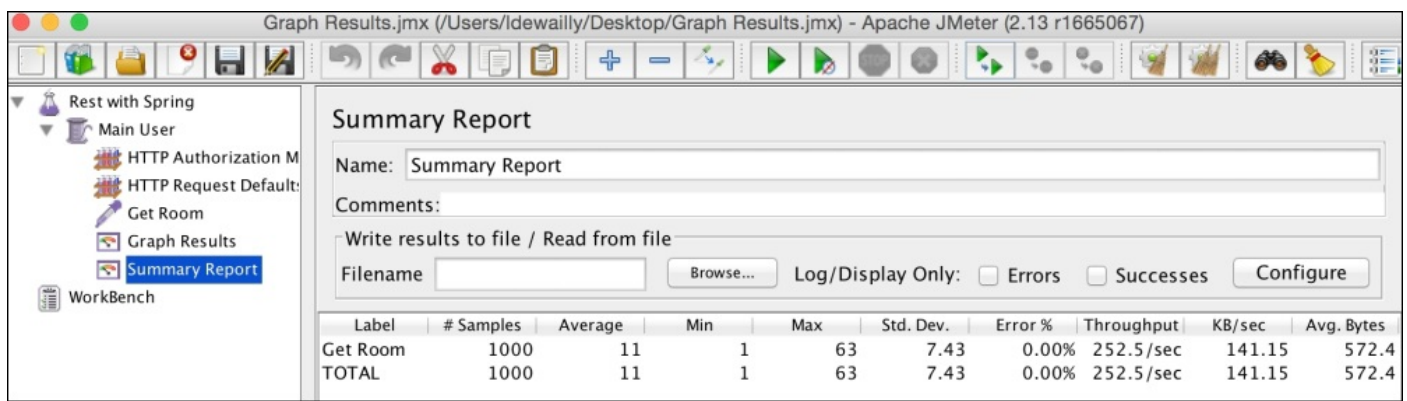 Graph Results.jmx (/Users/ldewailly/Desktop/Graph Results.jmx) - Apache JMeter (2.13 r1665067)
STOP
Rest with Spring
Main User
HTTP Authorization M
HTTP Request Defaults
Get Room
Graph Results
Summary Report
WorkBench
Summary Report
Name: Summary Report
Comments:
Write results to file / Read from file
Filename Browse... Log/Display Only: Errors Successes Configure
Label # Samples Average Min Max Std. Dev. Error % Throughput KB/sec Avg. Bytes
Get Room 1000 11 1 63 7.43 0.00% 252.5/sec 141.15 572.4
TOTAL 1000 11 1 63 7.43 0.00% 252.5/sec 141.15 572.4